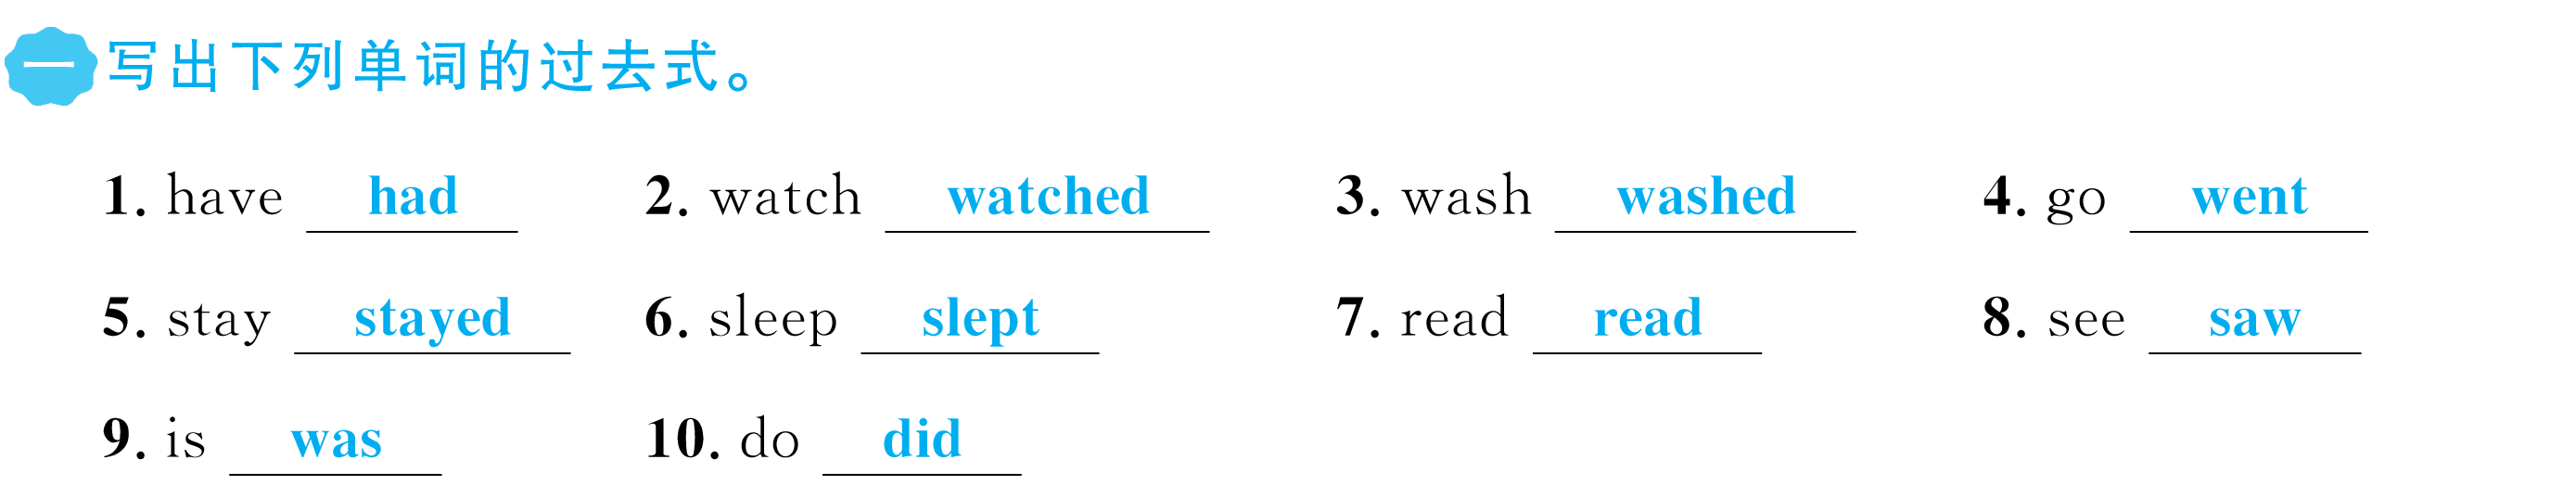 一 写出下列单词的过去式。
1. have had 2. watch watched 3. wash washed 4. go went
5. stay stayed 6. sleep slept 7. read read 8. see saw
9. is was 10. do did